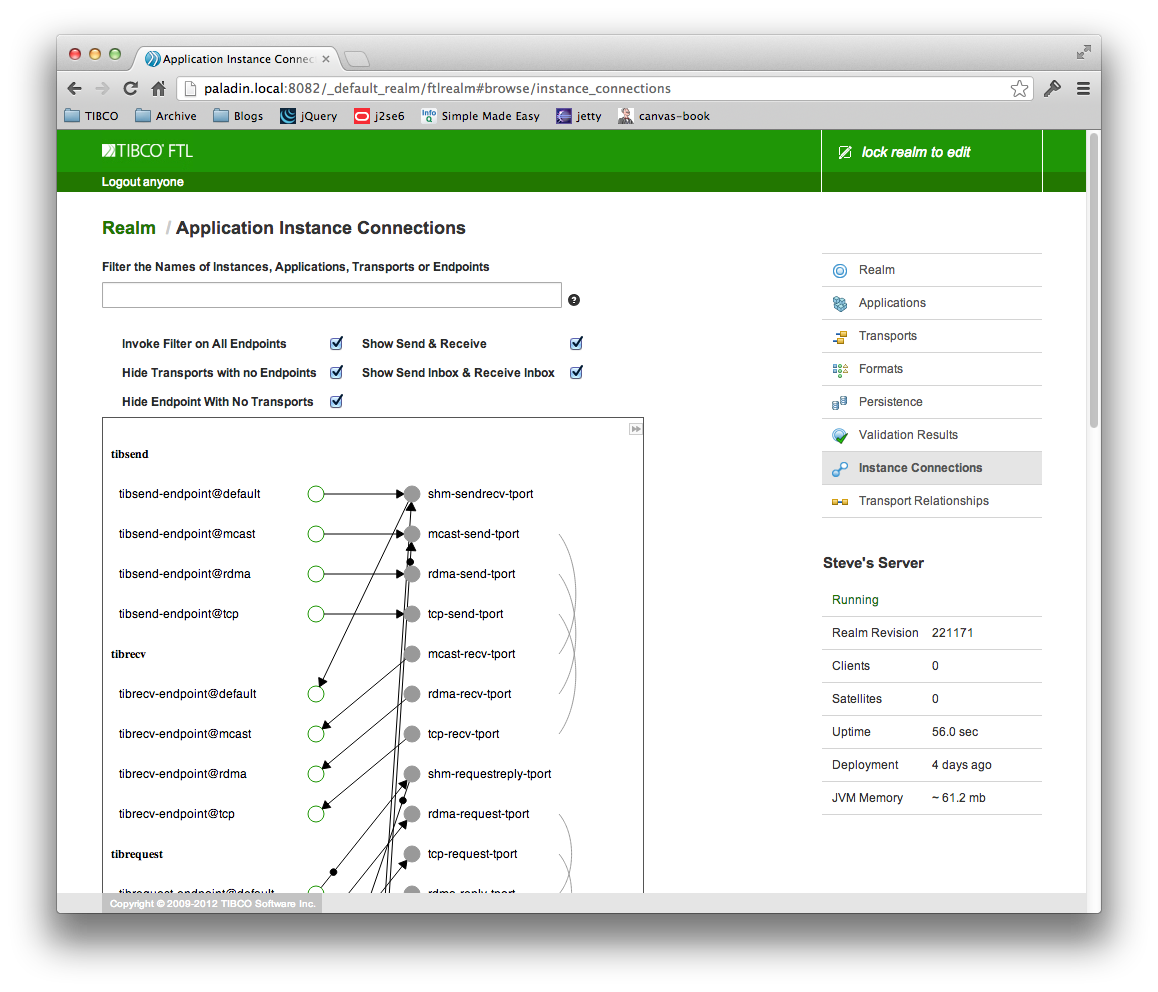 Application Instance Connec
paladin.local:8082/_default_realm/ftlrealm#browse/instance_connections
TIBCO Archive Blogs jQuery j2se6 Info Q Simple Made Easy jetty canvas-book
TIBCO FTL
lock realm to edit
Logout anyone
Realm / Application Instance Connections
Filter the Names of Instances, Applications, Transports or Endpoints
?
Invoke Filter on All Endpoints Show Send & Receive
Hide Transports with no Endpoints Show Send Inbox & Receive Inbox
Hide Endpoint With No Transports
tibsend
tibsend-endpoint@default shm-sendrecv-tport
tibsend-endpoint@mcast mcast-send-tport
tibsend-endpoint@rdma rdma-send-tport
tibsend-endpoint@tcp tcp-send-tport
tibrecv mcast-recv-tport
tibrecv-endpoint@default rdma-recv-tport
tibrecv-endpoint@mcast tcp-recv-tport
tibrecv-endpoint@rdma shm-requestreply-tport
tibrecv-endpoint@tcp rdma-request-tport
tibrequest tcp-request-tport
tibrequest-endpoint@default rdma-reply-tport
Realm
Applications
Transports
Formats
Persistence
Validation Results
Instance Connections
Transport Relationships
Steve's Server
Running
Realm Revision 221171
Clients 0
Satellites 0
Uptime 56.0 sec
Deployment 4 days ago
JVM Memory ~ 61.2 mb
Copyright © 2009-2012 TIBCO Software Inc.